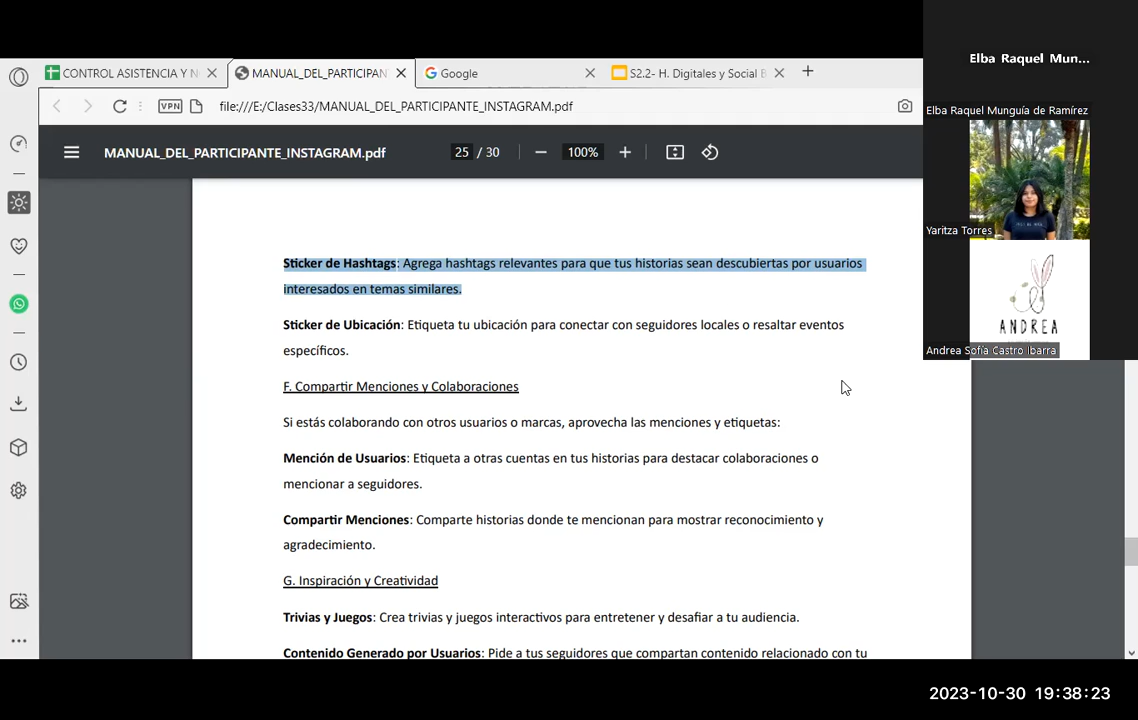 Elba Raquel Mun...
CONTROL ASISTENCIA Y N
MANUAL_DEL_PARTICIPAN
Google
S2.2- H. Digitales y Social B
VPN
file:///E:/Clases33/MANUAL_DEL_PARTICIPANTE_INSTAGRAM.pdf
Elba Raquel Munguía de Ramírez
MANUAL_DEL_PARTICIPANTE_INSTAGRAM.pdf
25 / 30
100%
Yaritza Torres
Sticker de Hashtags: Agrega hashtags relevantes para que tus historias sean descubiertas por usuarios
interesados en temas similares.
Sticker de Ubicación: Etiqueta tu ubicación para conectar con seguidores locales o resaltar eventos
específicos.
ANDREA
Andrea Sofía Castro Ibarra
F. Compartir Menciones y Colaboraciones
Si estás colaborando con otros usuarios o marcas, aprovecha las menciones y etiquetas:
Mención de Usuarios: Etiqueta a otras cuentas en tus historias para destacar colaboraciones o
mencionar a seguidores.
Compartir Menciones: Comparte historias donde te mencionan para mostrar reconocimiento y
agradecimiento.
G. Inspiración y Creatividad
Trivias y Juegos: Crea trivias y juegos interactivos para entretener y desafiar a tu audiencia.
Contenido Generado por Usuarios: Pide a tus seguidores que compartan contenido relacionado con tu
2023-10-30 19:38:23